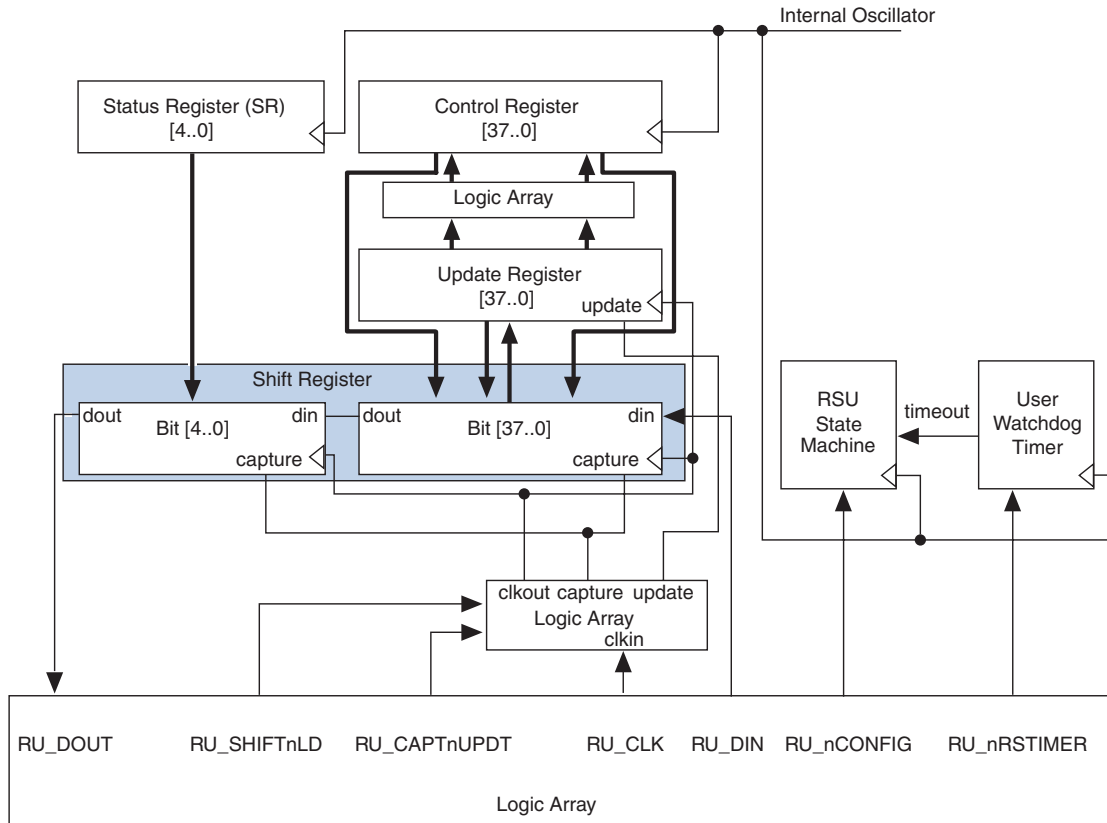 Internal Oscillator
Status Register (SR)
[4..0]
Control Register
[37..0]
Logic Array
Update Register
[37..0]
update
Shift Register
dout
din
Bit [4..0]
capture
dout
din
Bit [37..0]
capture
RSU
State
Machine
timeout
User
Watchdog
Timer
clkout capture update
Logic Array
clkin
RU_DOUT
RU_SHIFTnLD
RU_CAPTnUPDT
RU_CLK
RU_DIN
RU_nCONFIG
RU_nRSTIMER
Logic Array